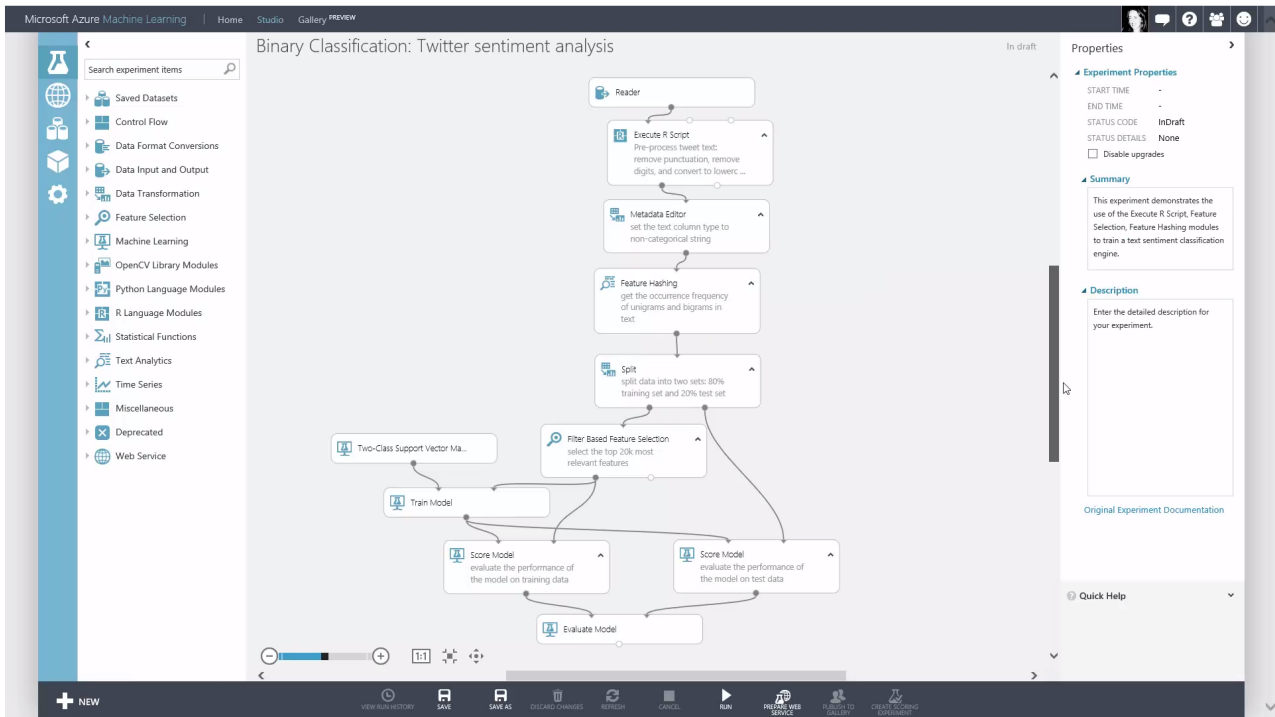 Microsoft Azure Machine Learning | Home Studio Gallery PREVIEW
Search experiment items
Saved Datasets
Control Flow
Data Format Conversions
Data Input and Output
Data Transformation
Feature Selection
Machine Learning
OpenCV Library Modules
Python Language Modules
R Language Modules
Statistical Functions
Text Analytics
Time Series
Miscellaneous
Deprecated
Web Service
Binary Classification: Twitter sentiment analysis
In draft
Reader
Execute R Script
Pre-process tweet text:
remove punctuation, remove
digits, and convert to lowerc ...
Metadata Editor
set the text column type to
non-categorical string
Feature Hashing
get the occurrence frequency
of unigrams and bigrams in
text
Split
split data into two sets: 80%
training set and 20% test set
Filter Based Feature Selection
select the top 20k most
relevant features
Two-Class Support Vector Ma...
Train Model
Score Model
evaluate the performance of
the model on training data
Score Model
evaluate the performance of
the model on test data
Evaluate Model
1:1
Properties
Experiment Properties
START TIME -
END TIME -
STATUS CODE InDraft
STATUS DETAILS None
Disable upgrades
Summary
This experiment demonstrates the
use of the Execute R Script, Feature
Selection, Feature Hashing modules
to train a text sentiment classification
engine.
Description
Enter the detailed description for
your experiment.
Original Experiment Documentation
Quick Help
NEW
VIEW RUN HISTORY
SAVE
SAVE AS
DISCARD CHANGES
REFRESH
CANCEL
RUN
PREPARE WEB
SERVICE
PUBLISH TO
GALLERY
CREATE SCORING
EXPERIMENT